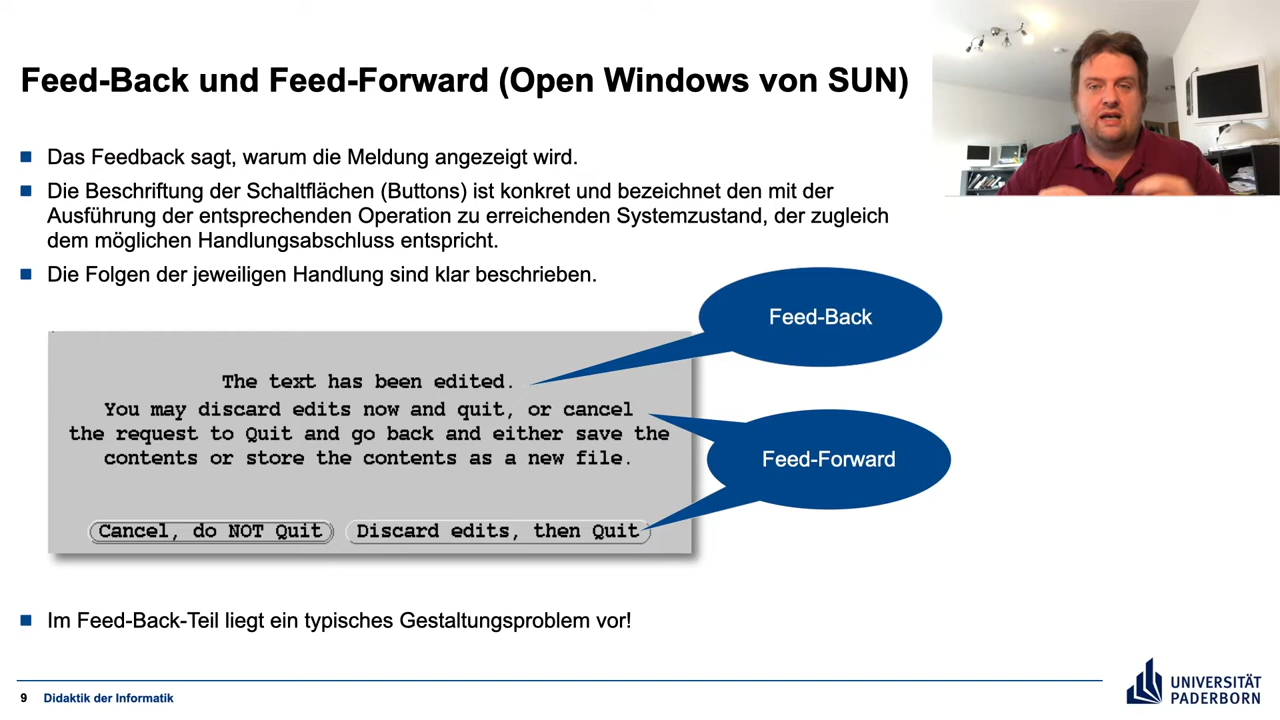 Feed-Back und Feed-Forward (Open Windows von SUN)
Das Feedback sagt, warum die Meldung angezeigt wird.
Die Beschriftung der Schaltflächen (Buttons) ist konkret und bezeichnet den mit der
Ausführung der entsprechenden Operation zu erreichenden Systemzustand, der zugleich
dem möglichen Handlungsabschluss entspricht.
Die Folgen der jeweiligen Handlung sind klar beschrieben.
Feed-Back
The text has been edited.
You may discard edits now and quit, or cancel
the request to Quit and go back and either save the
contents or store the contents as a new file.
Feed-Forward
Cancel, do NOT Quit
Discard edits, then Quit
Im Feed-Back-Teil liegt ein typisches Gestaltungsproblem vor!
9 Didaktik der Informatik
UNIVERSITÄT
PADERBORN